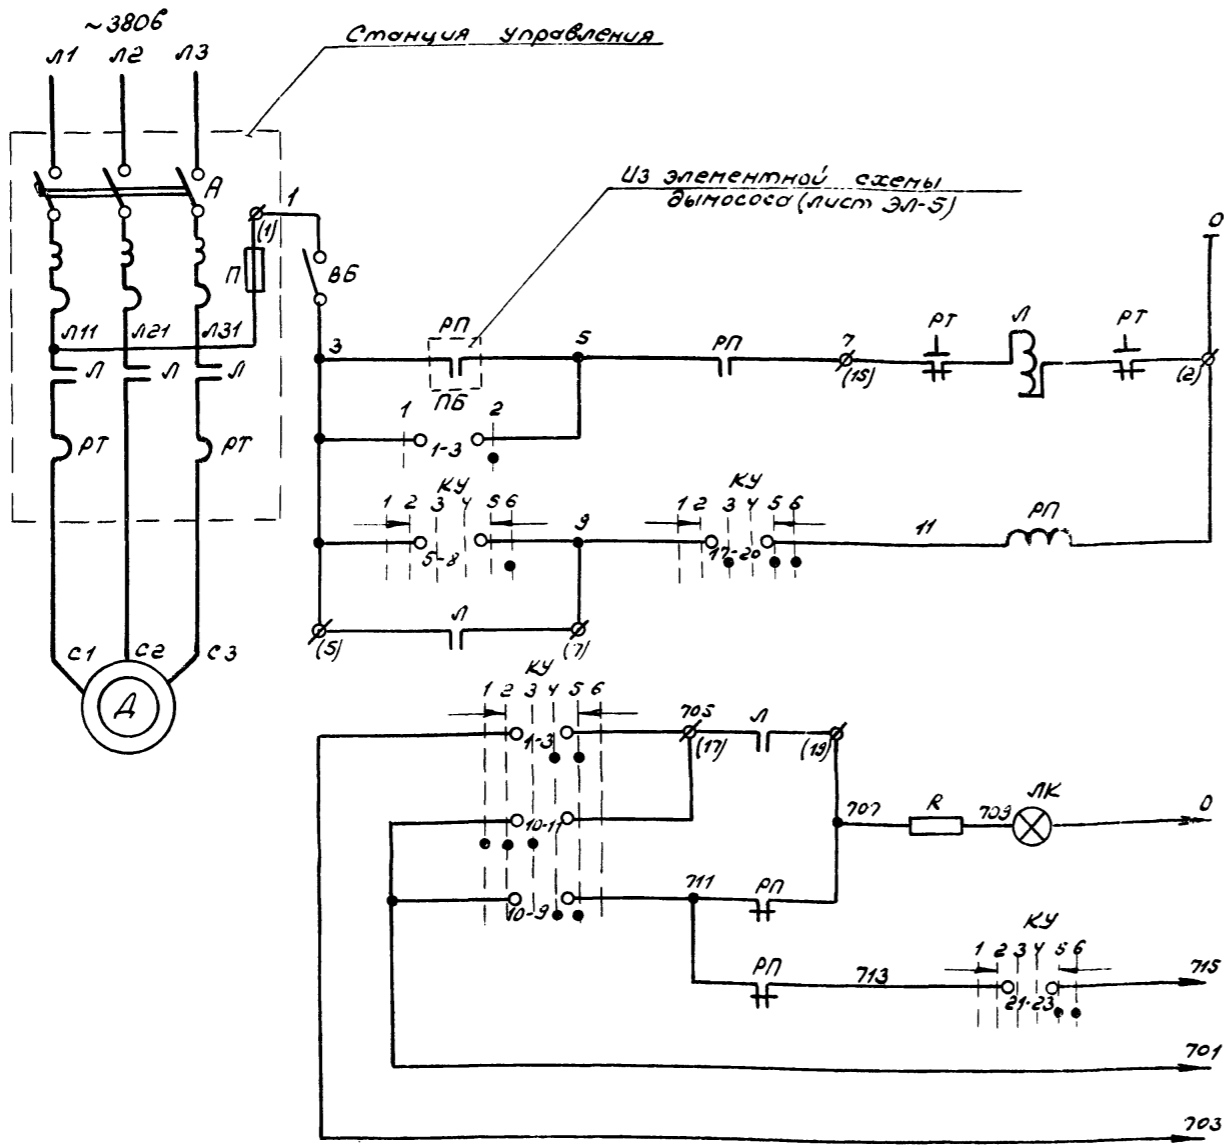 ~380в
Л1 Л2 Л3
Станция управления
А
1
(1)
П
ВБ
Из элементной схемы
дымососа (лист ЭЛ-5)
0
Л11 Л21 Л31
3 РП 5 РП 7 РТ Л РТ
(15) (2)
Л Л Л
ПБ
1 2
1-3
РТ РТ
КУ КУ
1 2 3 4 5 6 1 2 3 4 5 6
9 11 РП
5-8 17-20
Л
(5) (7)
С1 С2 С3
Д
КУ
1 2 3 4 5 6
705 Л
1-3 (17) (19)
707 R 709 ЛК 0
10-11
711 РП
10-9
КУ
1 2 3 4 5 6
РП 713 715
21-23
701
703